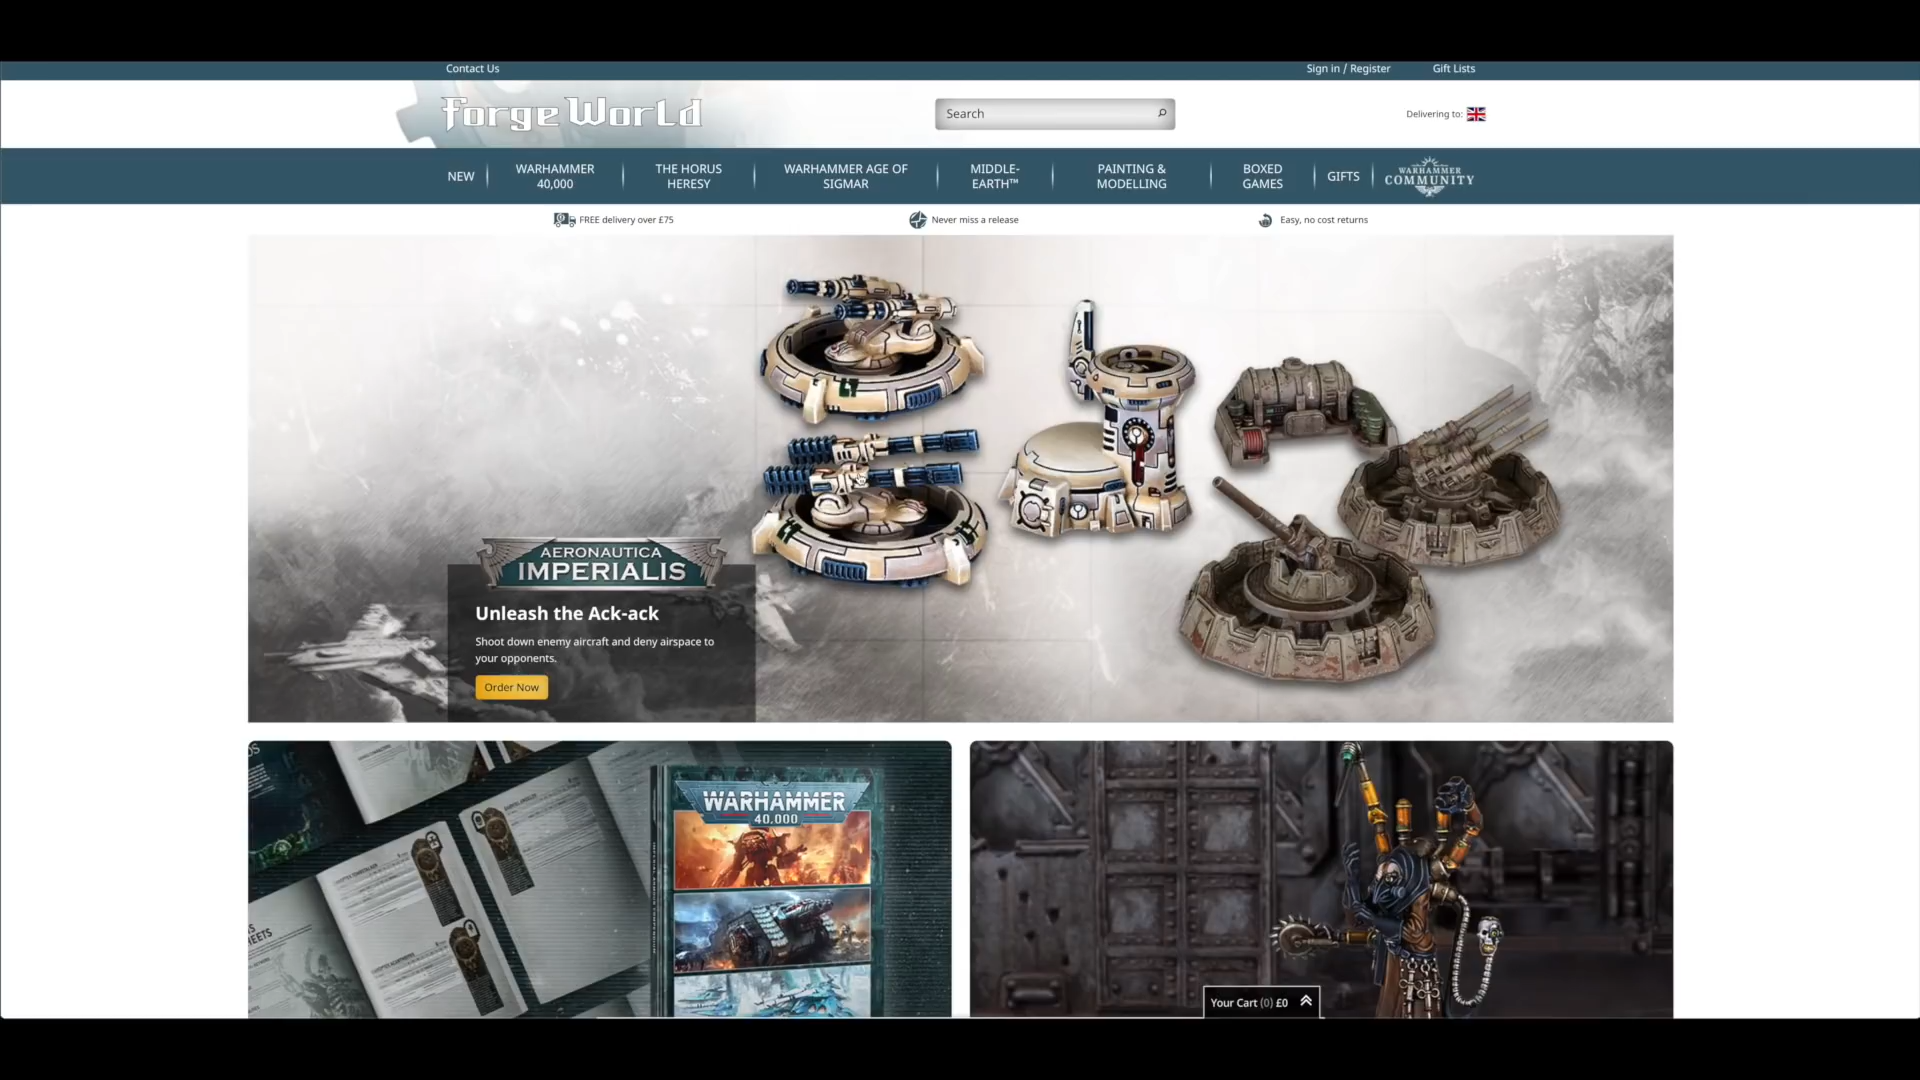 Contact Us
Sign in / Register
Gift Lists
Forge World
Search
Delivering to:
NEW
WARHAMMER
40,000
THE HORUS
HERESY
WARHAMMER AGE OF
SIGMAR
MIDDLE-
EARTH™
PAINTING &
MODELLING
BOXED
GAMES
GIFTS
WARHAMMER
COMMUNITY
FREE delivery over £75
Never miss a release
Easy, no cost returns
AERONAUTICA
IMPERIALIS
Unleash the Ack-ack
Shoot down enemy aircraft and deny airspace to
your opponents.
Order Now
WARHAMMER
40,000
Your Cart (0) £0